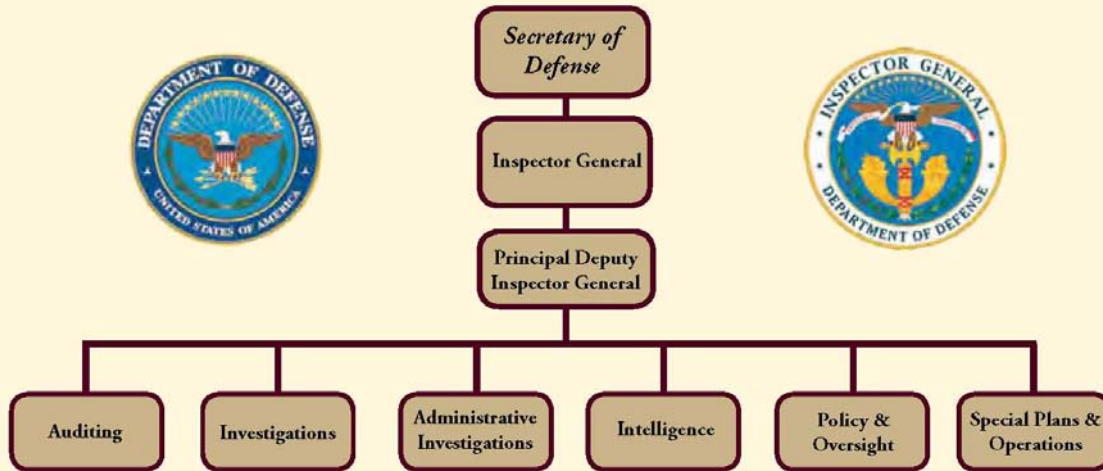 Secretary of
Defense
DEPARTMENT OF DEFENSE
UNITED STATES OF AMERICA
INSPECTOR GENERAL
DEPARTMENT OF DEFENSE
Inspector General
Principal Deputy
Inspector General
Auditing
Investigations
Administrative
Investigations
Intelligence
Policy &
Oversight
Special Plans &
Operations